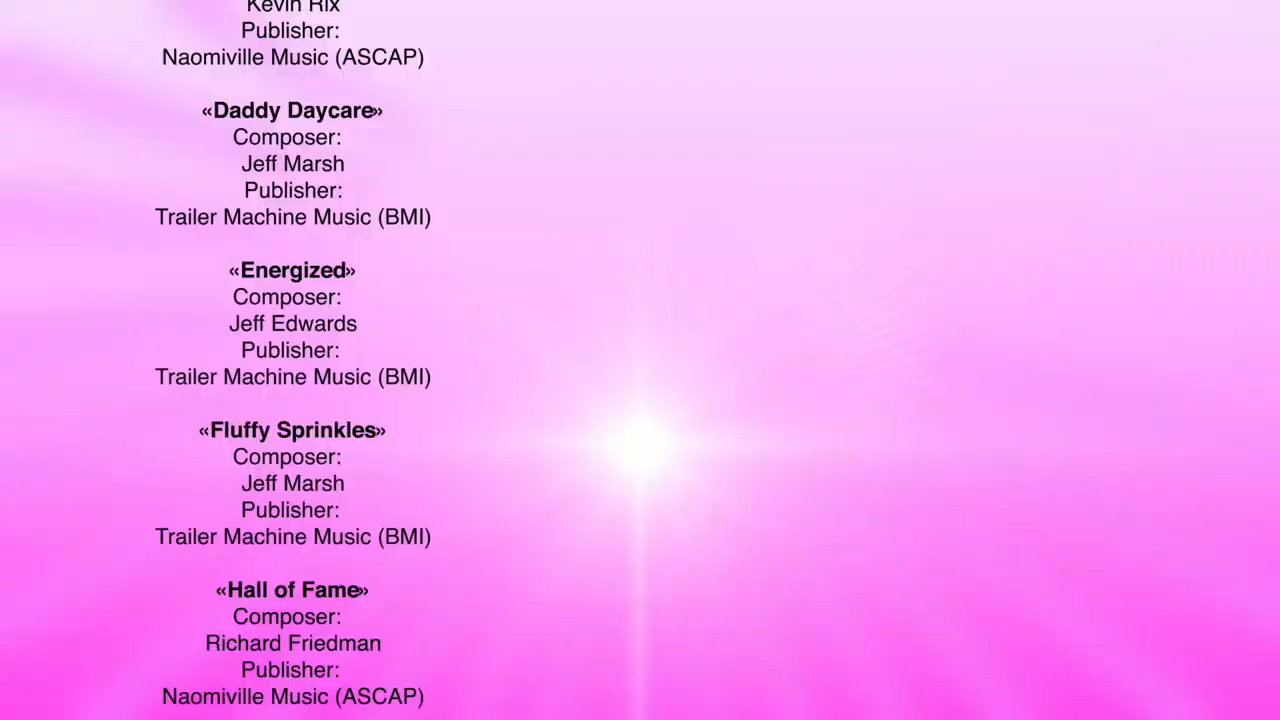 Kevin Rix
Publisher:
Naomiville Music (ASCAP)
«Daddy Daycare»
Composer:
Jeff Marsh
Publisher:
Trailer Machine Music (BMI)
«Energized»
Composer:
Jeff Edwards
Publisher:
Trailer Machine Music (BMI)
«Fluffy Sprinkles»
Composer:
Jeff Marsh
Publisher:
Trailer Machine Music (BMI)
«Hall of Fame»
Composer:
Richard Friedman
Publisher:
Naomiville Music (ASCAP)